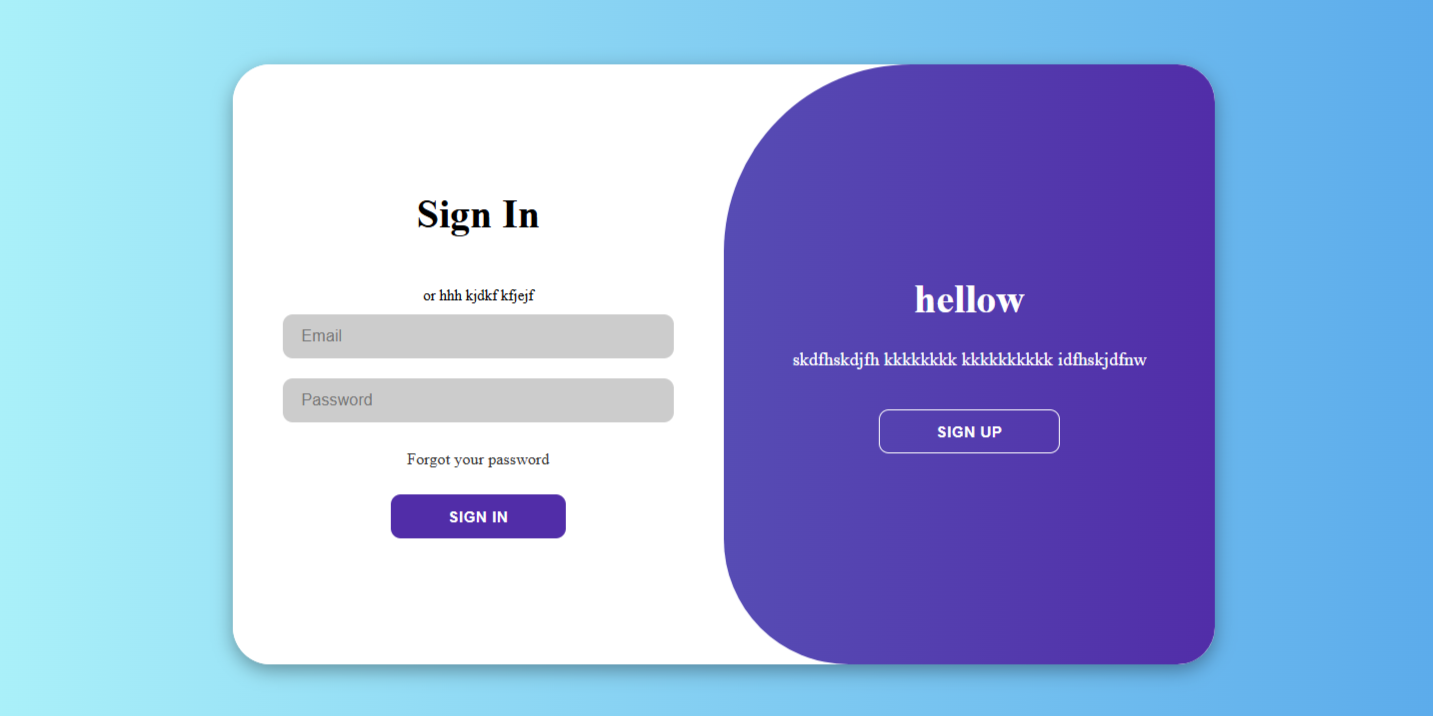 Sign In
or hhh kjdkf kfjejf
Email
Password
Forgot your password
SIGN IN
hellow
skdfhskdjfh kkkkkkkk kkkkkkkkkk idfhskjdfnw
SIGN UP